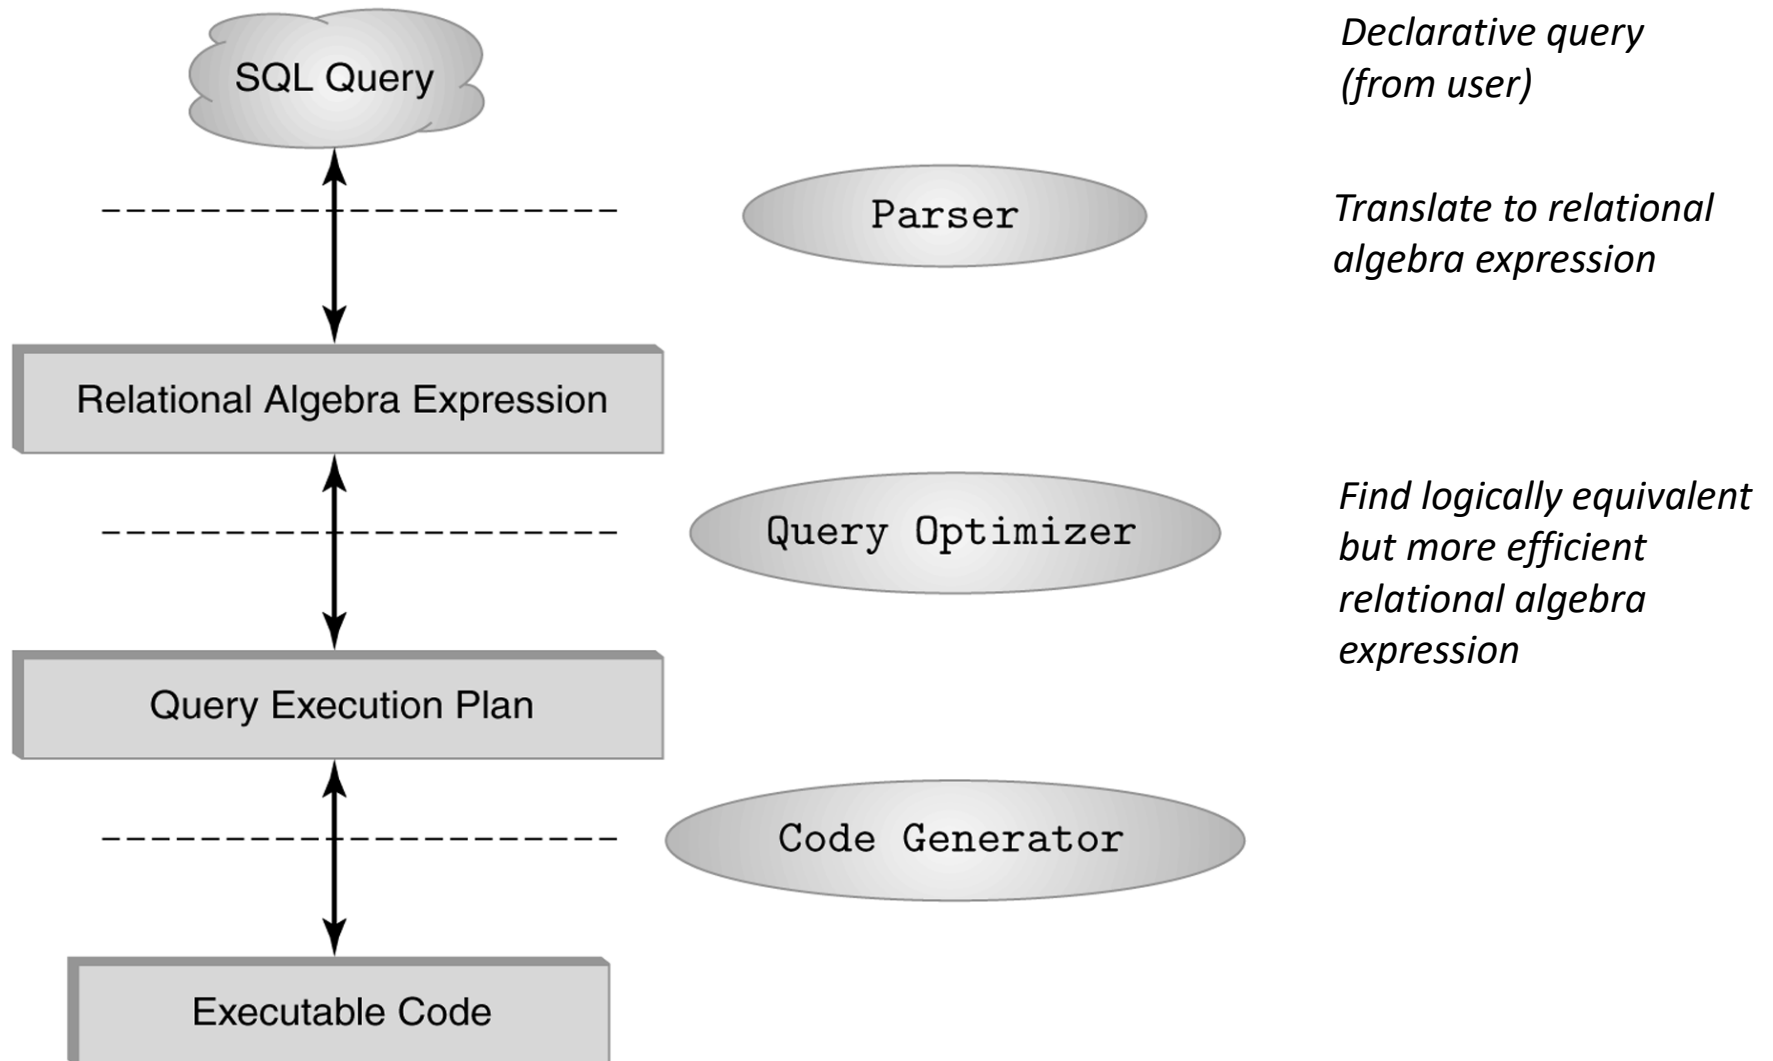 SQL Query
Declarative query
(from user)
Parser
Translate to relational
algebra expression
Relational Algebra Expression
Query Optimizer
Find logically equivalent
but more efficient
relational algebra
expression
Query Execution Plan
Code Generator
Executable Code